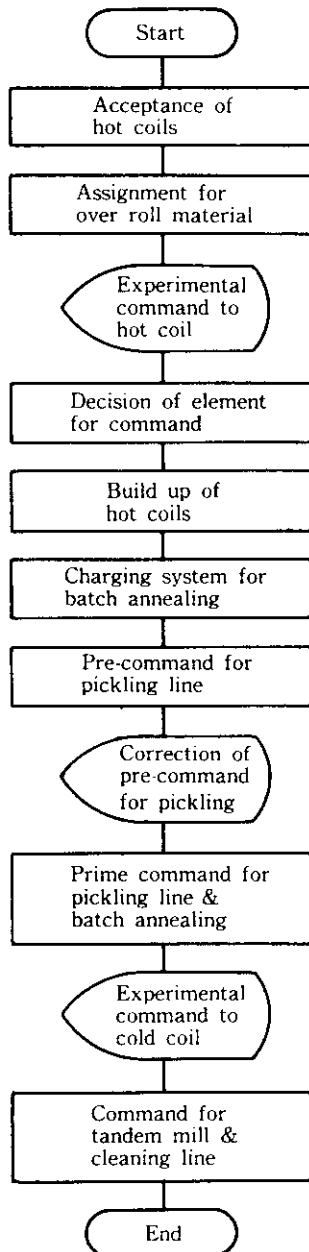 Start
Acceptance of
hot coils
Assignment for
over roll material
Experimental
command to
hot coil
Decision of element
for command
Build up of
hot coils
Charging system for
batch annealing
Pre-command for
pickling line
Correction of
pre-command
for pickling
Prime command for
pickling line &
batch annealing
Experimental
command to
cold coil
Command for
tandem mill &
cleaning line
End